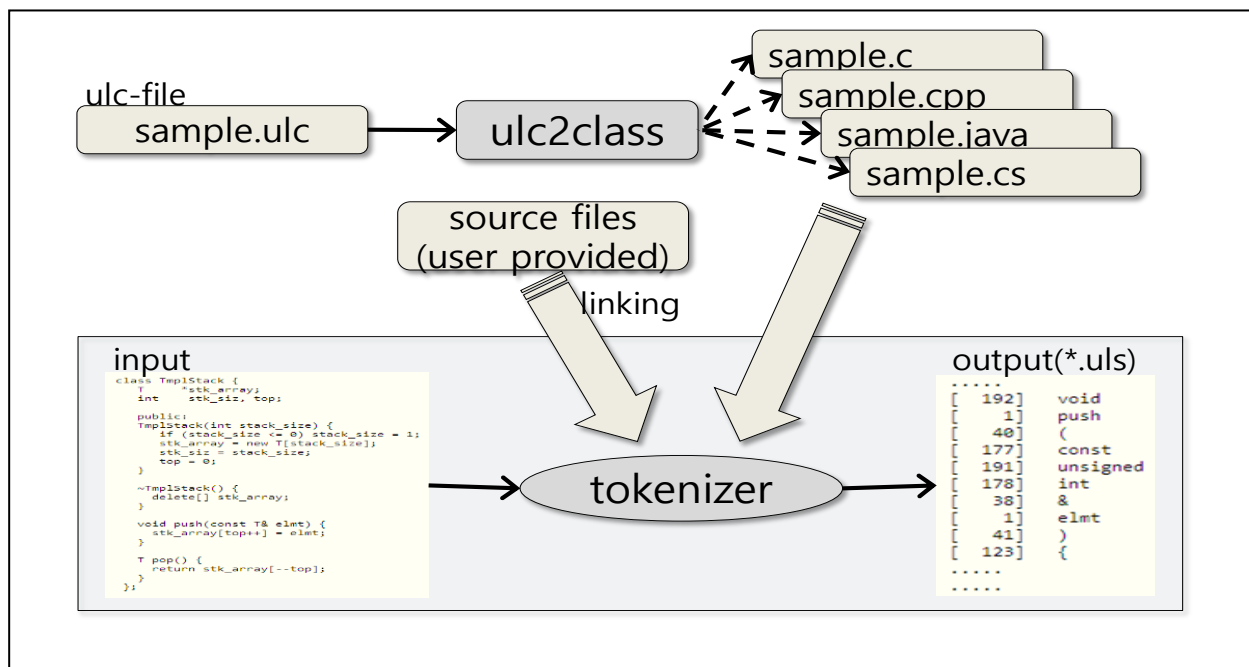 ulc-file
sample.ulc
ulc2class
sample.c
sample.cpp
sample.java
sample.cs
source files
(user provided)
linking
input
class TmplStack {
T *stk_array;
int stk_siz, top;
public:
TmplStack(int stack_size) {
if (stack_size <= 0) stack_size = 1;
stk_array = new T[stack_size];
stk_siz = stack_size;
top = 0;
}
~TmplStack() {
delete[] stk_array;
}
void push(const T& elmt) {
stk_array[top++] = elmt;
}
T pop() {
return stk_array[--top];
}
};
tokenizer
output(*.uls)
.....
[ 192] void
[ 1] push
[ 40] (
[ 177] const
[ 191] unsigned
[ 178] int
[ 38] &
[ 1] elmt
[ 41] )
[ 123] {
.....
.....